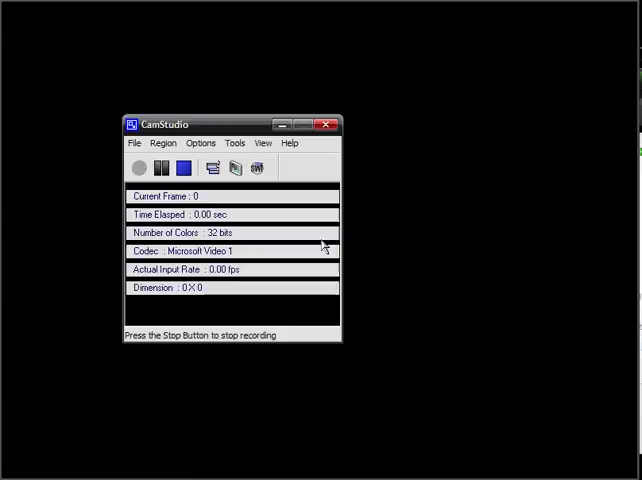 CamStudio
File Region Options Tools View Help
SWF
Current Frame : 0
Time Elasped : 0.00 sec
Number of Colors : 32 bits
Codec : Microsoft Video 1
Actual Input Rate : 0.00 fps
Dimension : 0 X 0
Press the Stop Button to stop recording